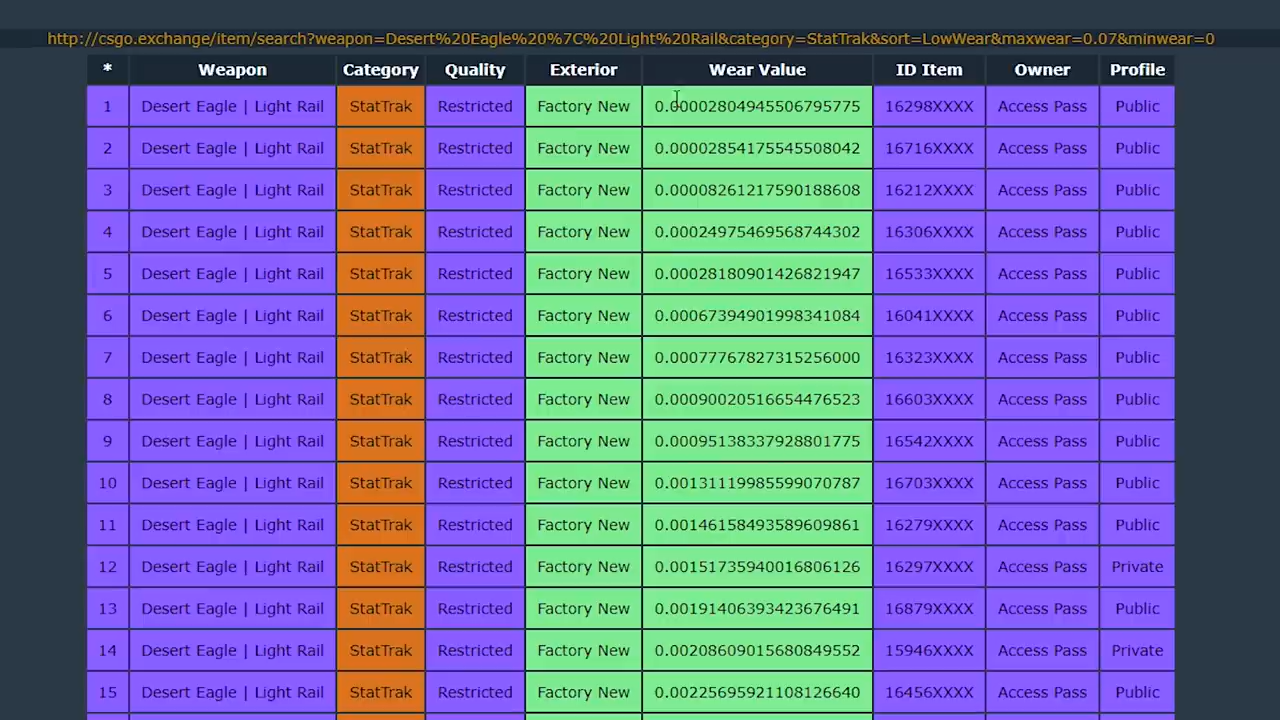 http://csgo.exchange/item/search?weapon=Desert%20Eagle%20%7C%20Light%20Rail&category=StatTrak&sort=LowWear&maxwear=0.07&minwear=0
* Weapon Category Quality Exterior Wear Value ID Item Owner Profile
1 Desert Eagle | Light Rail StatTrak Restricted Factory New 0.00002804945506795775 16298XXXX Access Pass Public
2 Desert Eagle | Light Rail StatTrak Restricted Factory New 0.00002854175545508042 16716XXXX Access Pass Public
3 Desert Eagle | Light Rail StatTrak Restricted Factory New 0.00008261217590188608 16212XXXX Access Pass Public
4 Desert Eagle | Light Rail StatTrak Restricted Factory New 0.00024975469568744302 16306XXXX Access Pass Public
5 Desert Eagle | Light Rail StatTrak Restricted Factory New 0.00028180901426821947 16533XXXX Access Pass Public
6 Desert Eagle | Light Rail StatTrak Restricted Factory New 0.00067394901998341084 16041XXXX Access Pass Public
7 Desert Eagle | Light Rail StatTrak Restricted Factory New 0.00077767827315256000 16323XXXX Access Pass Public
8 Desert Eagle | Light Rail StatTrak Restricted Factory New 0.00090020516654476523 16603XXXX Access Pass Public
9 Desert Eagle | Light Rail StatTrak Restricted Factory New 0.00095138337928801775 16542XXXX Access Pass Public
10 Desert Eagle | Light Rail StatTrak Restricted Factory New 0.00131119985599070787 16703XXXX Access Pass Public
11 Desert Eagle | Light Rail StatTrak Restricted Factory New 0.00146158493589609861 16279XXXX Access Pass Public
12 Desert Eagle | Light Rail StatTrak Restricted Factory New 0.00151735940016806126 16297XXXX Access Pass Private
13 Desert Eagle | Light Rail StatTrak Restricted Factory New 0.00191406393423676491 16879XXXX Access Pass Public
14 Desert Eagle | Light Rail StatTrak Restricted Factory New 0.00208609015680849552 15946XXXX Access Pass Private
15 Desert Eagle | Light Rail StatTrak Restricted Factory New 0.00225695921108126640 16456XXXX Access Pass Public